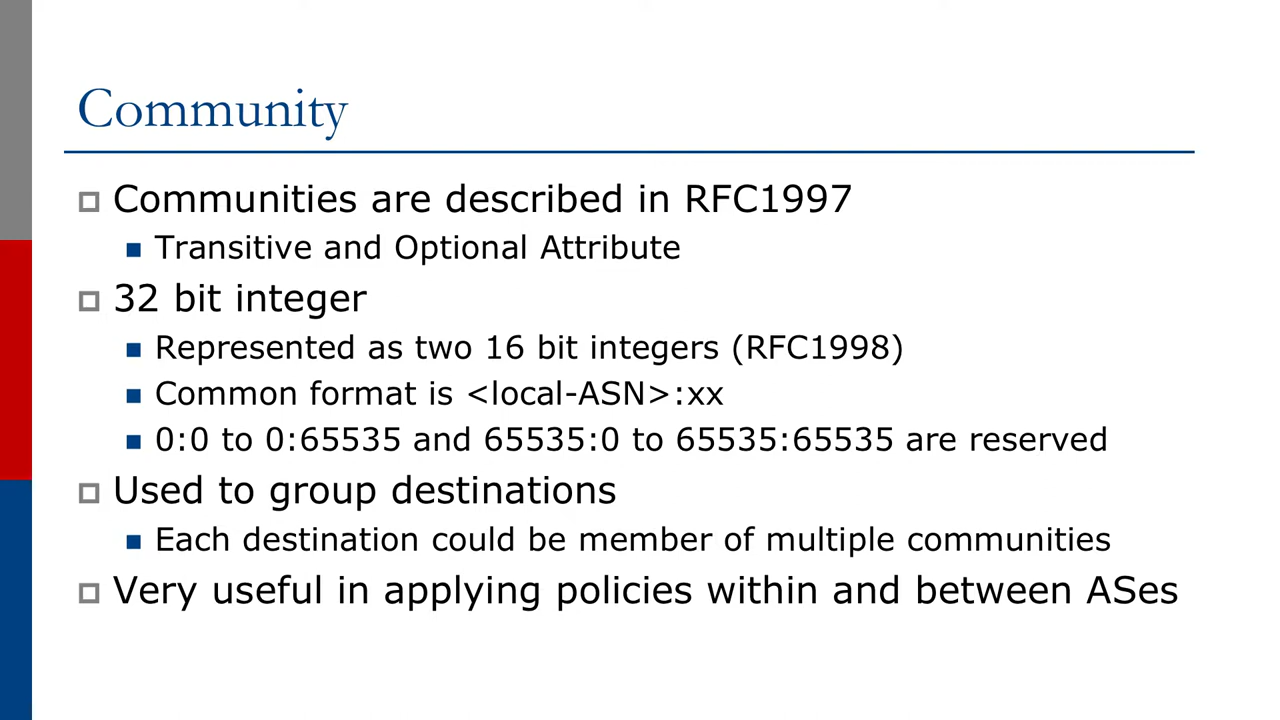 Community
Communities are described in RFC1997
Transitive and Optional Attribute
32 bit integer
Represented as two 16 bit integers (RFC1998)
Common format is <local-ASN>:xx
0:0 to 0:65535 and 65535:0 to 65535:65535 are reserved
Used to group destinations
Each destination could be member of multiple communities
Very useful in applying policies within and between ASes